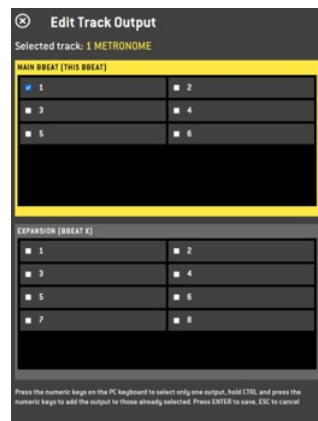 Edit Track Output
Selected track: 1 METRONOME
MAIN BBEAT (THIS BBEAT)
1 2
3 4
5 6
EXPANSION (BBEAT X)
1 2
3 4
5 6
7 8
Press the numeric keys on the PC keyboard to select only one output, hold CTRL and press the
numeric keys to add the output to those already selected. Press ENTER to save, ESC to cancel